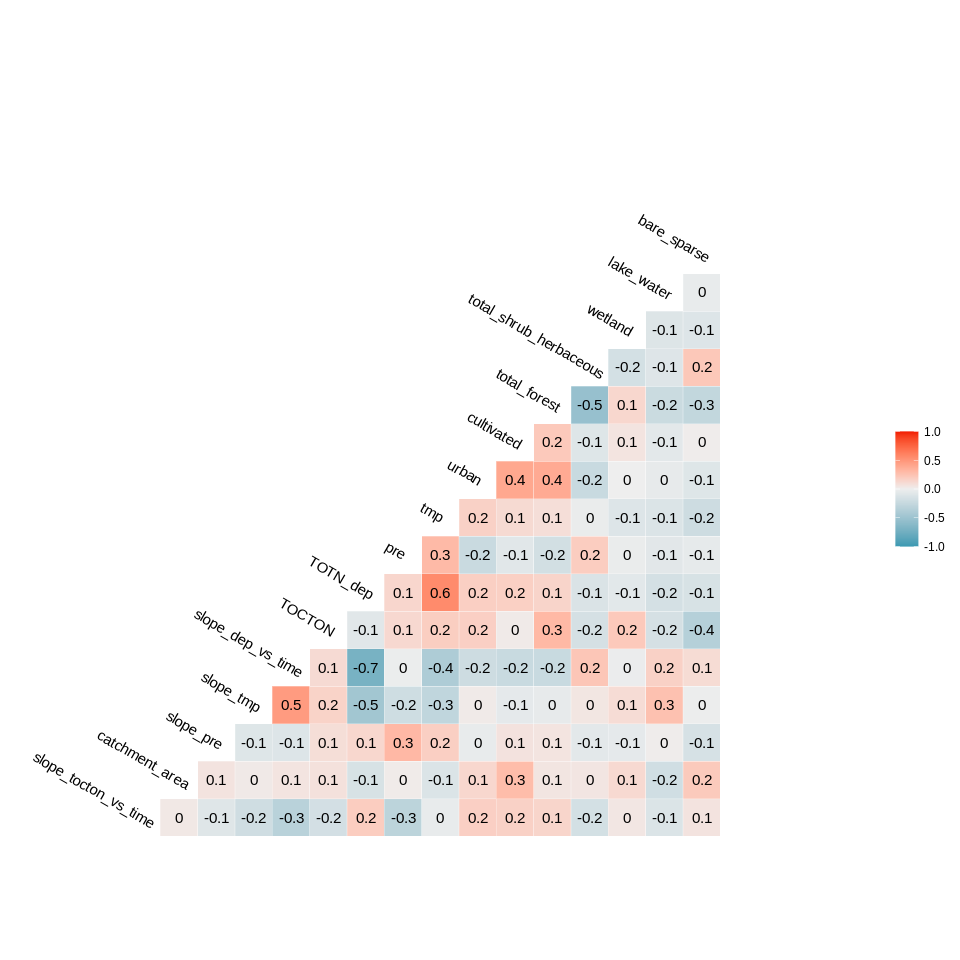 bare_sparse
lake_water 0
wetland -0.1 -0.1
total_shrub_herbaceous -0.2 -0.1 0.2
total_forest -0.5 0.1 -0.2 -0.3
cultivated 0.2 -0.1 0.1 -0.1 0
urban 0.4 0.4 -0.2 0 0 -0.1
tmp 0.2 0.1 0.1 0 -0.1 -0.1 -0.2
pre 0.3 -0.2 -0.1 -0.2 0.2 0 -0.1 -0.1
TOTN_dep 0.1 0.6 0.2 0.2 0.1 -0.1 -0.1 -0.2 -0.1
TOCTON -0.1 0.1 0.2 0.2 0 0.3 -0.2 0.2 -0.2 -0.4
slope_dep_vs_time 0.1 -0.7 0 -0.4 -0.2 -0.2 -0.2 0.2 0 0.2 0.1
slope_tmp 0.5 0.2 -0.5 -0.2 -0.3 0 -0.1 0 0 0.1 0.3 0
slope_pre -0.1 -0.1 0.1 0.1 0.3 0.2 0 0.1 0.1 -0.1 -0.1 0 -0.1
catchment_area 0.1 0 0.1 0.1 -0.1 0 -0.1 0.1 0.3 0.1 0 0.1 -0.2 0.2
slope_tocton_vs_time 0 -0.1 -0.2 -0.3 -0.2 0.2 -0.3 0 0.2 0.2 0.1 -0.2 0 -0.1 0.1
1.0
0.5
0.0
-0.5
-1.0